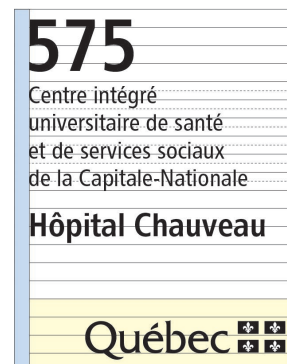 575
Centre intégré
universitaire de santé
et de services sociaux
de la Capitale-Nationale
Hôpital Chauveau
Québec